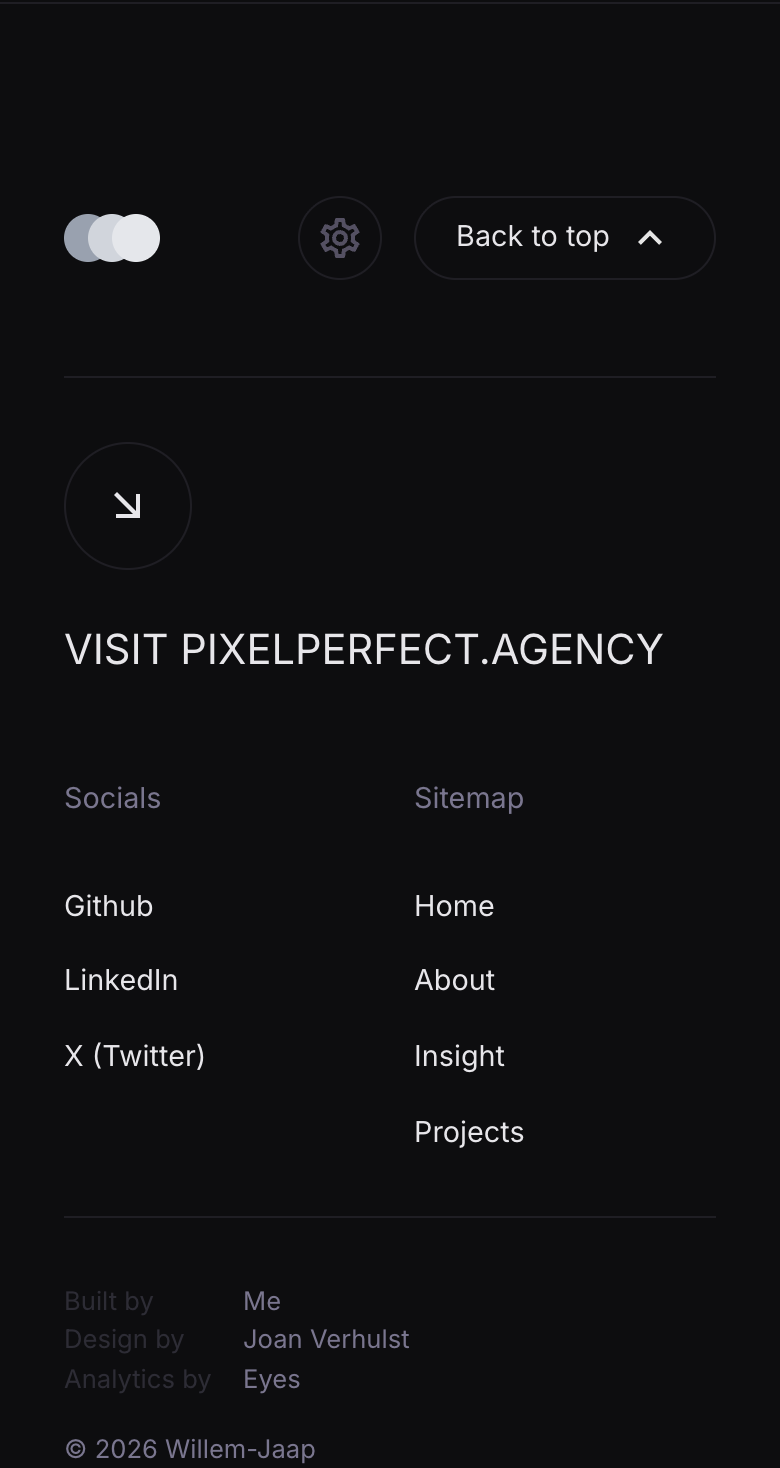 Back to top
VISIT PIXELPERFECT.AGENCY
Socials
Github
LinkedIn
X (Twitter)
Sitemap
Home
About
Insight
Projects
Built by Me
Design by Joan Verhulst
Analytics by Eyes
© 2026 Willem-Jaap